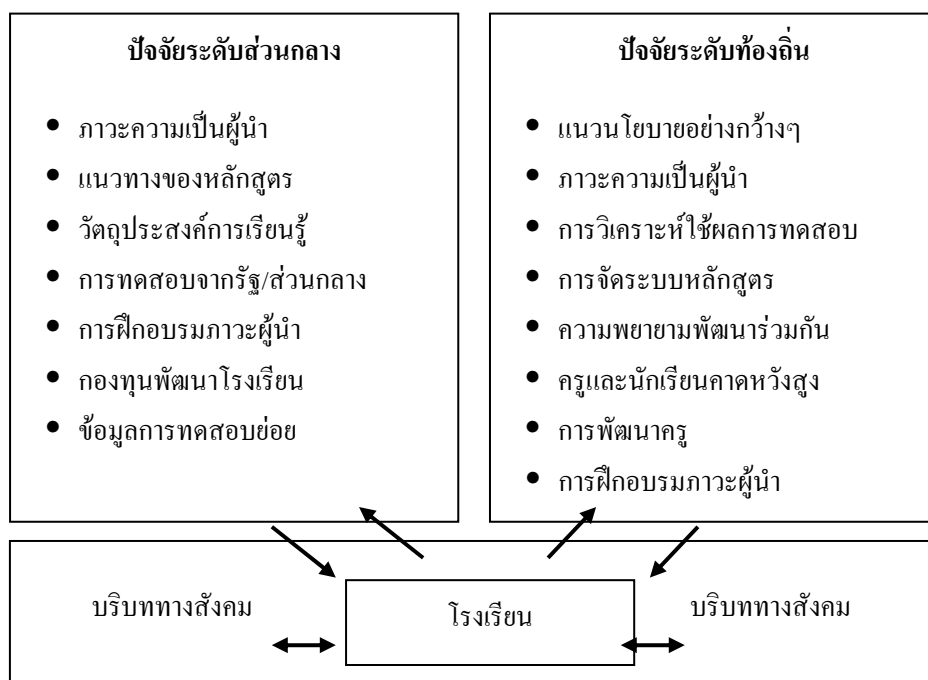 ปัจจัยระดับส่วนกลาง
● ภาวะความเป็นผู้นำ
● แนวทางของหลักสูตร
● วัตถุประสงค์การเรียนรู้
● การทดสอบจากรัฐ/ส่วนกลาง
● การฝึกอบรมภาวะผู้นำ
● กองทุนพัฒนาโรงเรียน
● ข้อมูลการทดสอบย่อย
ปัจจัยระดับท้องถิ่น
● แนวนโยบายอย่างกว้างๆ
● ภาวะความเป็นผู้นำ
● การวิเคราะห์ใช้ผลการทดสอบ
● การจัดระบบหลักสูตร
● ความพยายามพัฒนาร่วมกัน
● ครูและนักเรียนคาดหวังสูง
● การพัฒนาครู
● การฝึกอบรมภาวะผู้นำ
บริบททางสังคม
โรงเรียน
บริบททางสังคม